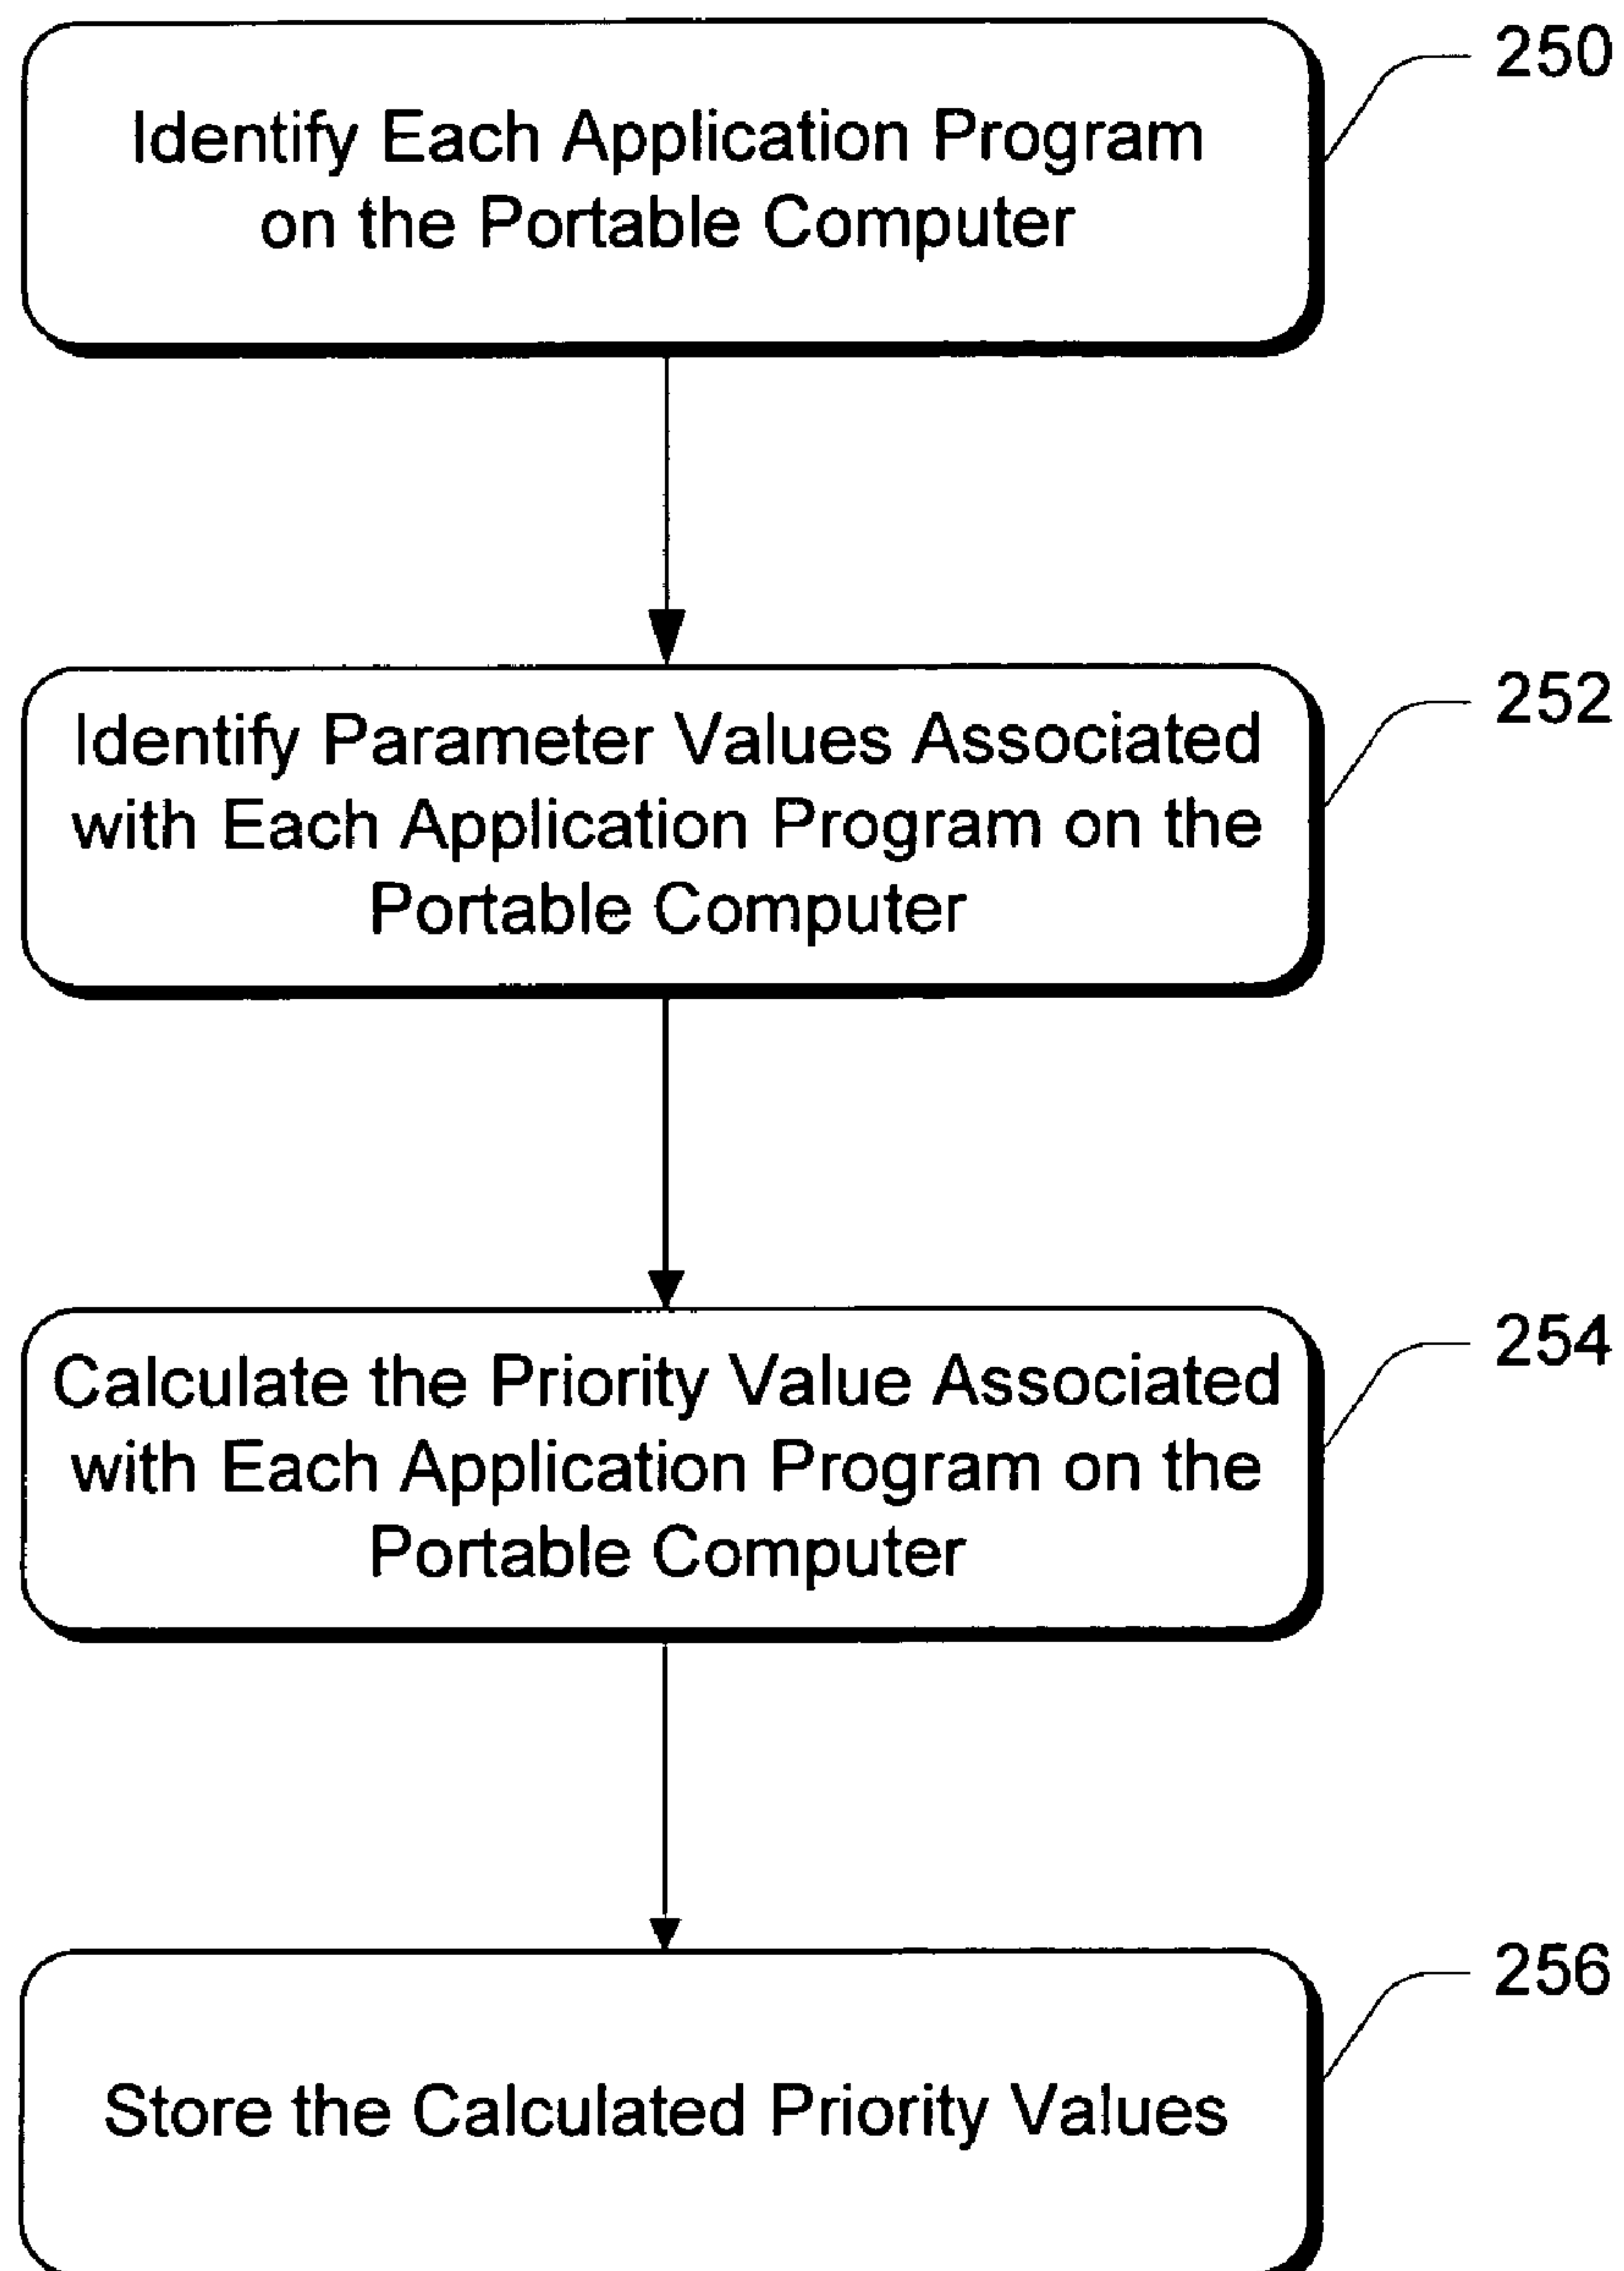 250
Identify Each Application Program
on the Portable Computer
252
Identify Parameter Values Associated
with Each Application Program on the
Portable Computer
254
Calculate the Priority Value Associated
with Each Application Program on the
Portable Computer
256
Store the Calculated Priority Values